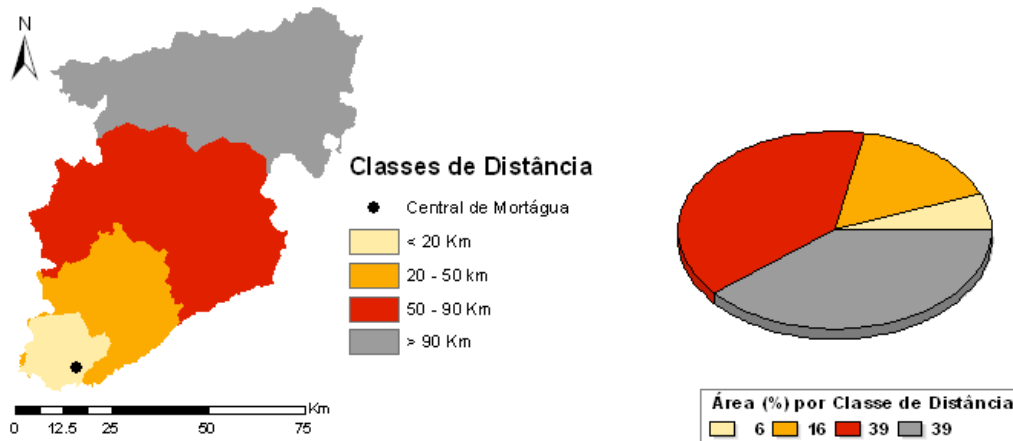 N
Classes de Distância
Central de Mortágua
< 20 Km
20 - 50 km
50 - 90 Km
> 90 Km
Km
0 12.5 25 50 75
Área (%) por Classe de Distância
6 16 39 39